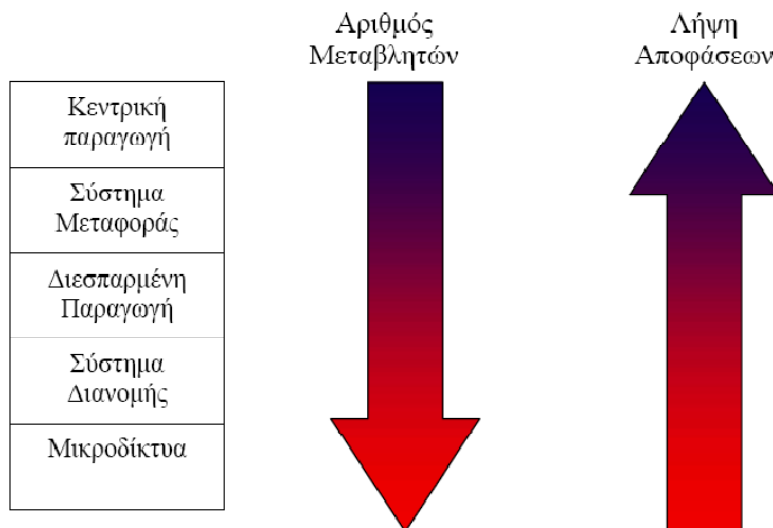 Αριθμός
Μεταβλητών
Λήψη
Αποφάσεων
Κεντρική
παραγωγή
Σύστημα
Μεταφοράς
Διεσπαρμένη
Παραγωγή
Σύστημα
Διανομής
Μικροδίκτυα